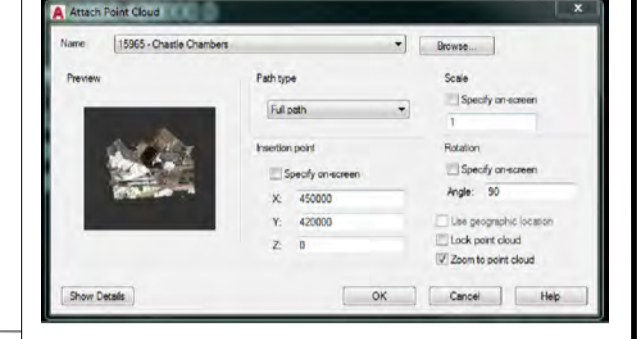 Attach Point Cloud
Name 15965 - Chastle Chambers Browse...
Preview
Path type
Full path
Scale
Specify on-screen
1
Insertion point
Specify on-screen
X: 450000
Y: 420000
Z: 0
Rotation
Specify on-screen
Angle: 90
Use geographic location
Lock point cloud
Zoom to point cloud
Show Details OK Cancel Help